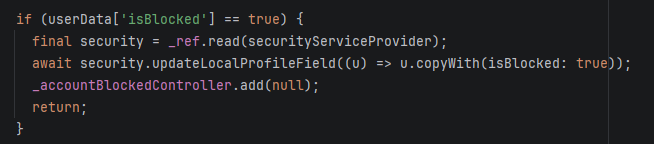 if (userData['isBlocked'] == true) {
final security = _ref.read(securityServiceProvider);
await security.updateLocalProfileField((u) => u.copyWith(isBlocked: true));
_accountBlockedController.add(null);
return;
}